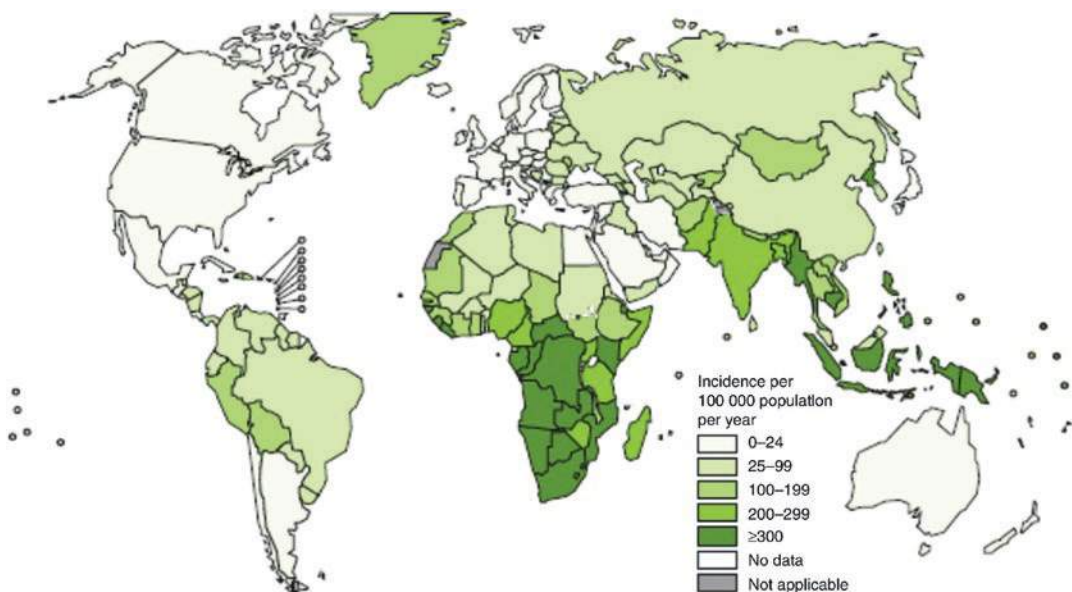 Incidence per
100 000 population
per year
0–24
25–99
100–199
200–299
≥300
No data
Not applicable